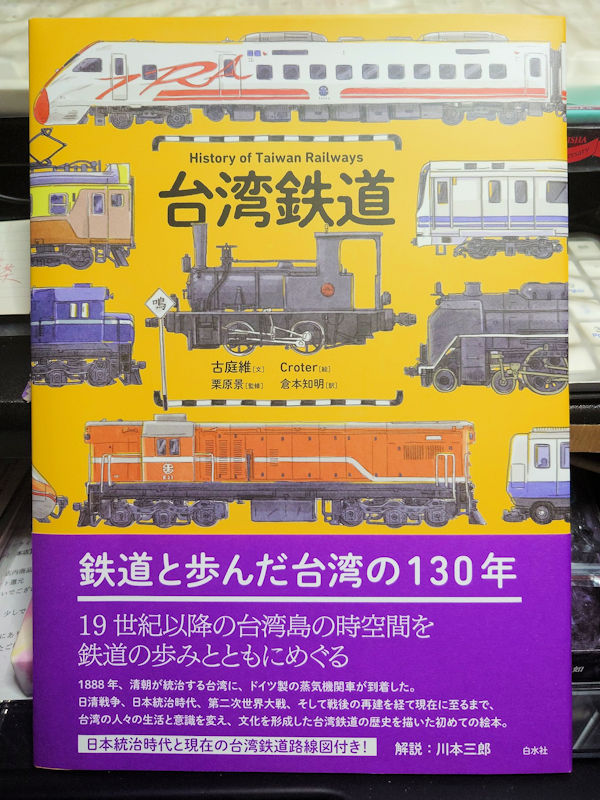 TRA
History of Taiwan Railways
台湾鉄道
鳴
古庭維[文] Croter[絵]
栗原景[監修] 倉本知明[訳]
鉄道と歩んだ台湾の130年
19世紀以降の台湾島の時空間を
鉄道の歩みとともにめぐる
1888年、清朝が統治する台湾に、ドイツ製の蒸気機関車が到着した。
日清戦争、日本統治時代、第二次世界大戦、そして戦後の再建を経て現在に至るまで、
台湾の人々の生活と意識を変え、文化を形成した台湾鉄道の歴史を描いた初めての絵本。
日本統治時代と現在の台湾鉄道路線図付き!
解説:川本三郎
白水社